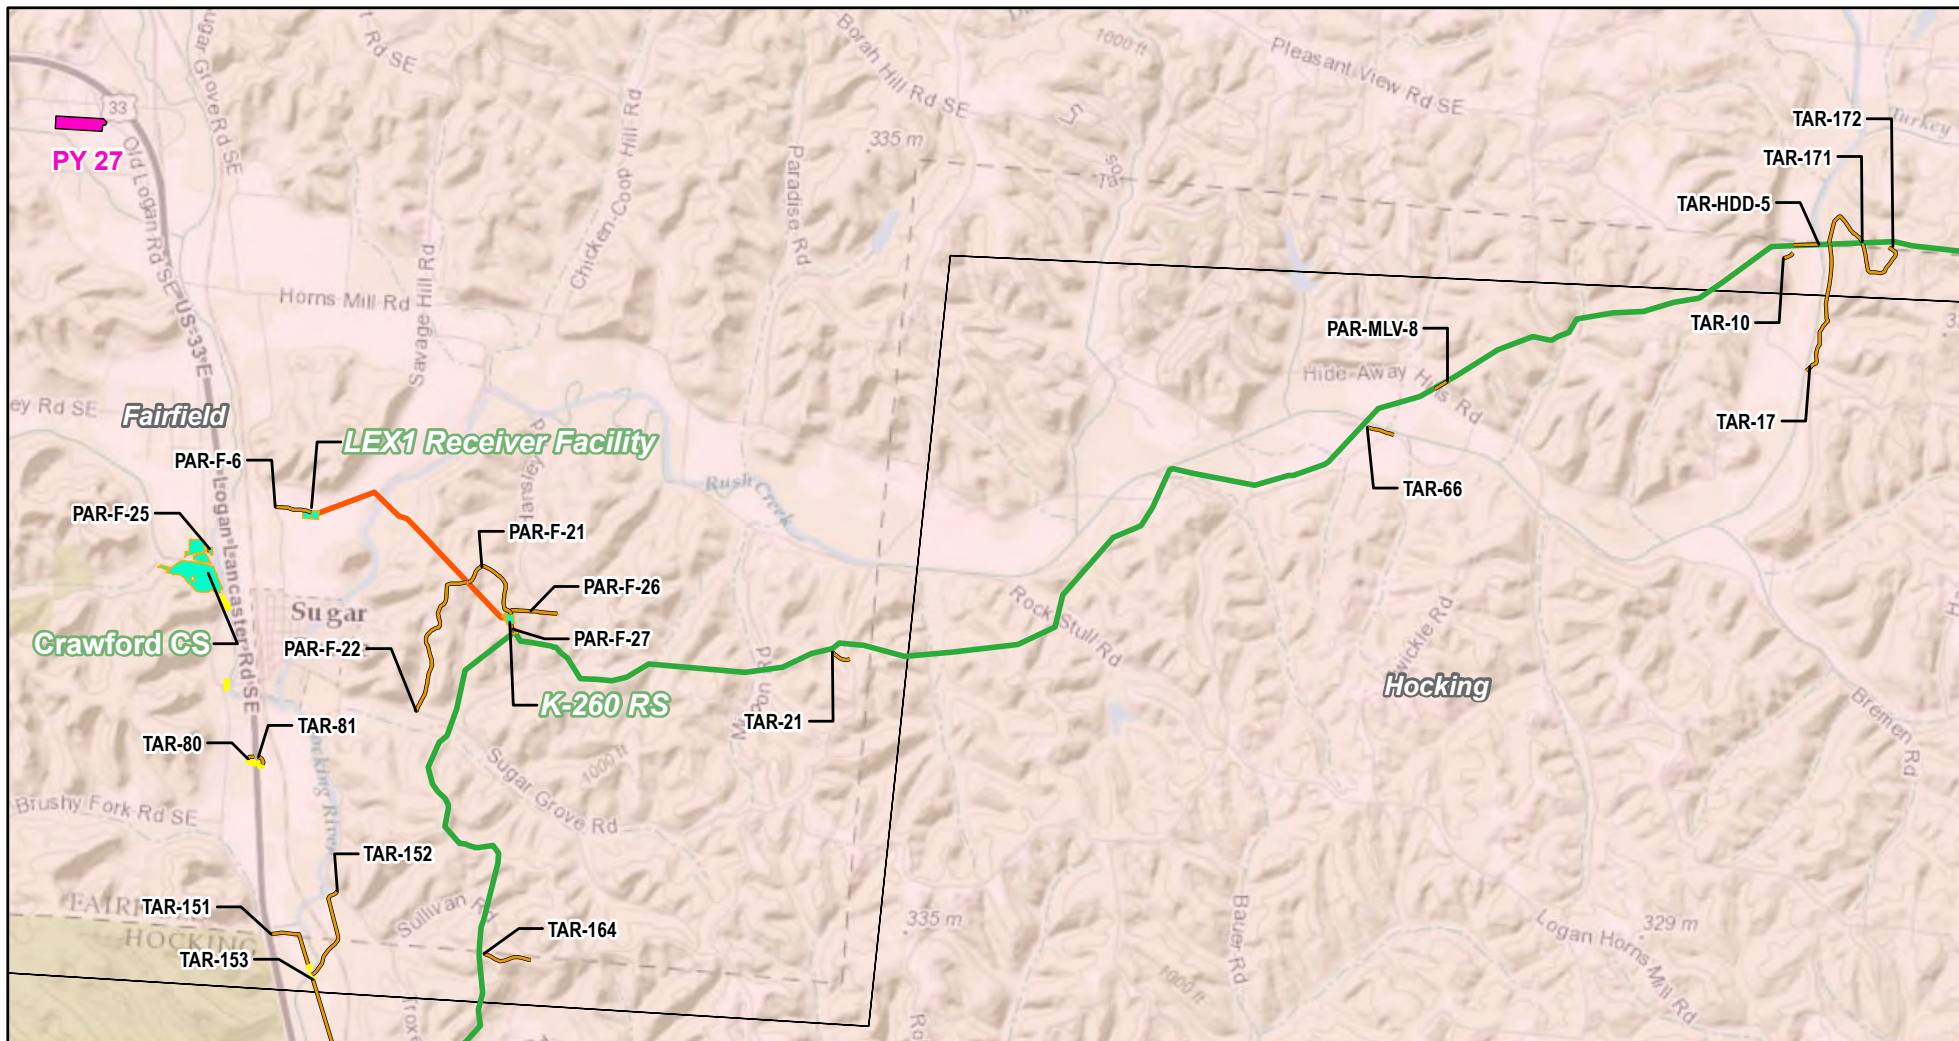 Borah Hill Rd SE
1000 ft
Pleasant View Rd SE
33
PY 27
Old Logan Rd SE
Chicken Coop Hill Rd
Paradise Rd
335 m
TAR-172
Turkey
TAR-171
TAR-HDD-5
Horns Mill Rd
Savage Hill Rd
US-33 E
TAR-10
PAR-MLV-8
Hide-Away Hills Rd
TAR-17
Fairfield
LEX1 Receiver Facility
PAR-F-6
Rush Creek
TAR-66
PAR-F-25
PAR-F-21
Logan-Lancaster Rd SE
PAR-F-26
Sugar
Rock Stull Rd
Crawford CS
PAR-F-27
PAR-F-22
Hocking
K-260 RS
TAR-21
Bremen Rd
TAR-81
TAR-80
Sugar Grove Rd
1000 ft
Brushy Fork Rd SE
TAR-152
TAR-151
Sullivan Rd
335 m
Bauer Rd
Logan Horns Mill Rd
329 m
TAR-164
HOCKING
TAR-153
1000 ft